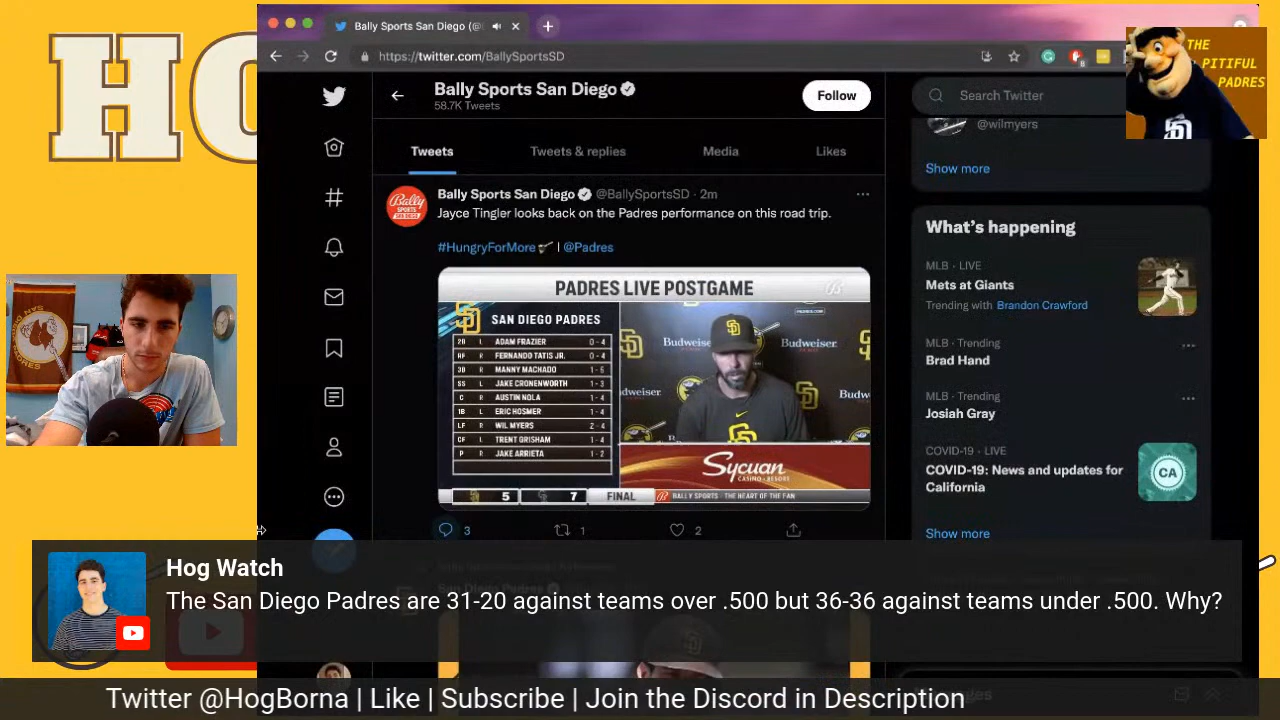 HO
Bally Sports San Diego (@
https://twitter.com/BallySportsSD
THE
PITIFUL
PADRES
Bally Sports San Diego
58.7K Tweets
Follow
Search Twitter
@wilmyers
Show more
Tweets
Tweets & replies
Media
Likes
Bally Sports San Diego @BallySportsSD · 2m
Jayce Tingler looks back on the Padres performance on this road trip.
#HungryForMore | @Padres
PADRES LIVE POSTGAME
SAN DIEGO PADRES
2B L ADAM FRAZIER 0-4
RF R FERNANDO TATIS JR. 0-4
3B R MANNY MACHADO 1-5
SS L JAKE CRONENWORTH 1-3
C R AUSTIN NOLA 1-4
1B L ERIC HOSMER 1-4
LF R WIL MYERS 2-4
CF L TRENT GRISHAM 1-4
P R JAKE ARRIETA 1-2
Budweiser
Sycuan
CASINO • RESORT
5 7 FINAL BALLY SPORTS - THE HEART OF THE FAN
3 1 2
What's happening
MLB · LIVE
Mets at Giants
Trending with Brandon Crawford
MLB · Trending
Brad Hand
MLB · Trending
Josiah Gray
COVID-19 · LIVE
COVID-19: News and updates for
California
CA
Show more
Hog Watch
The San Diego Padres are 31-20 against teams over .500 but 36-36 against teams under .500. Why?
Twitter @HogBorna | Like | Subscribe | Join the Discord in Description